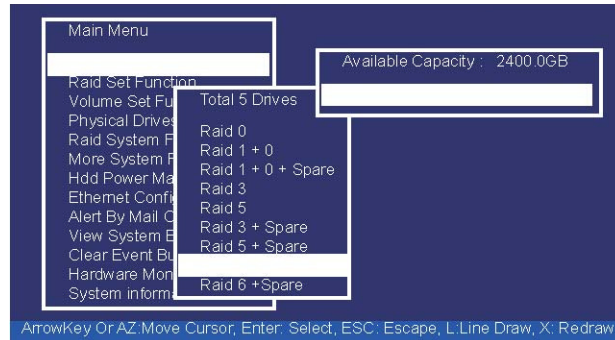 Main Menu
Raid Set Function
Volume Set Fu
Physical Drives
Raid System F
More System F
Hdd Power Ma
Ethernet Confi
Alert By Mail C
View System E
Clear Event Bu
Hardware Mon
System inform
Total 5 Drives
Raid 0
Raid 1 + 0
Raid 1 + 0 + Spare
Raid 3
Raid 5
Raid 3 + Spare
Raid 5 + Spare
Raid 6 +Spare
Available Capacity : 2400.0GB
ArrowKey Or AZ:Move Cursor, Enter: Select, ESC: Escape, L:Line Draw, X: Redraw